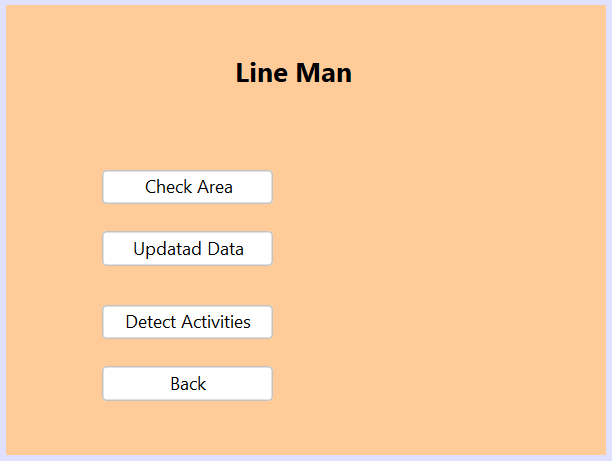 Line Man
Check Area
Updatad Data
Detect Activities
Back